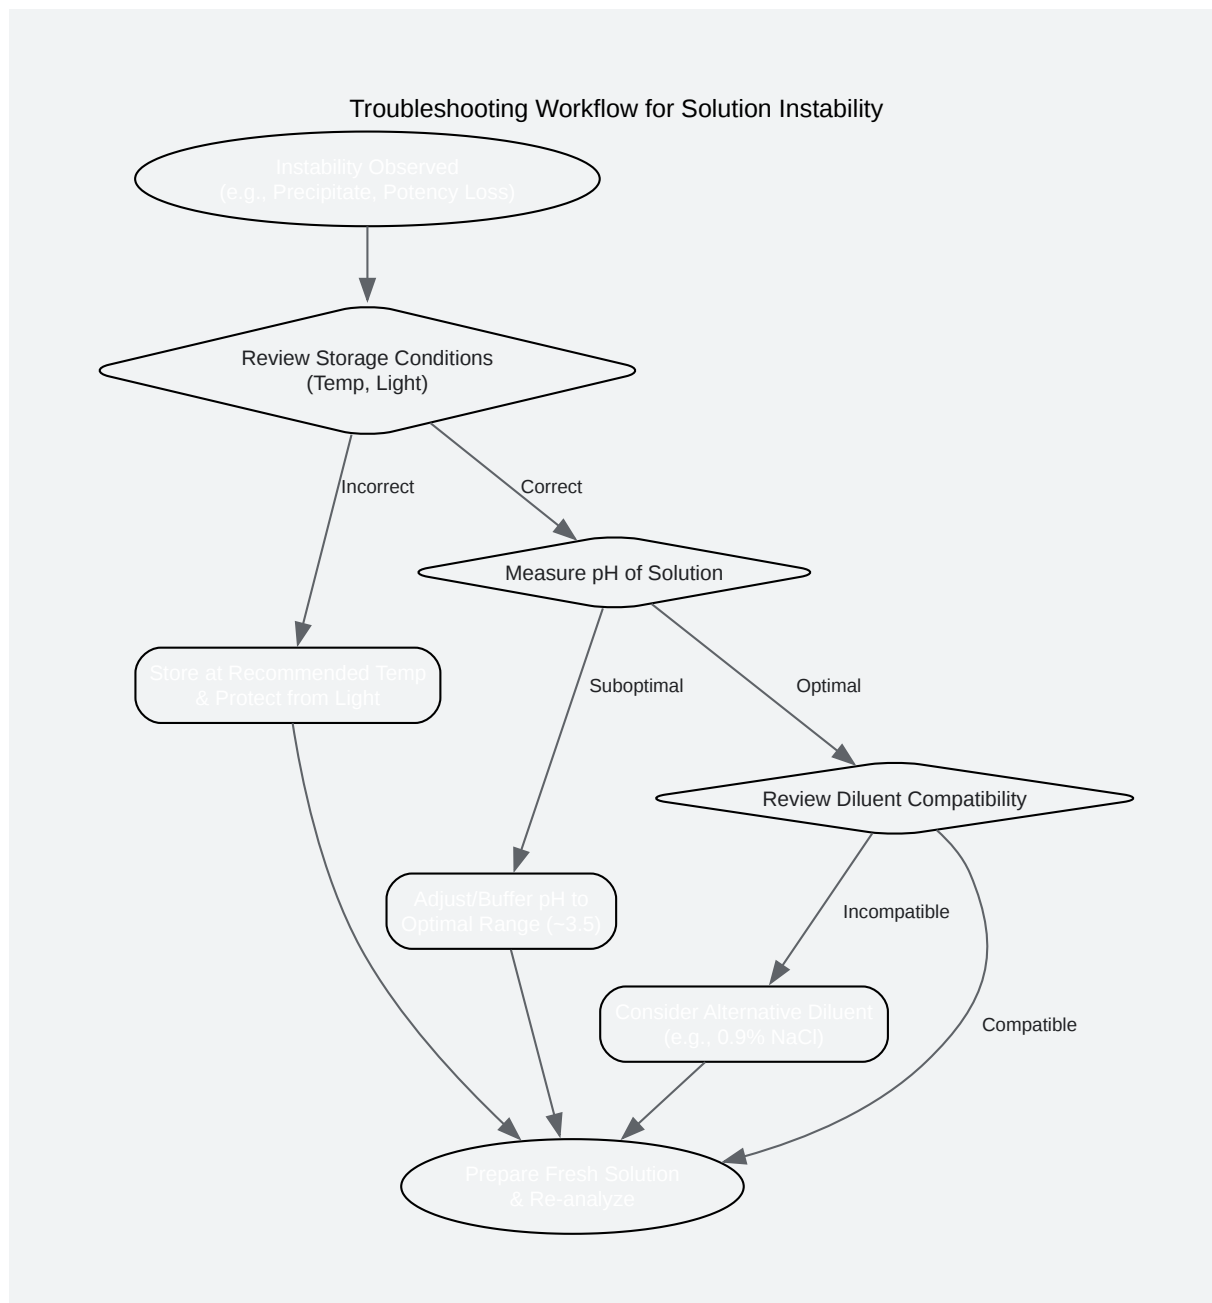 Troubleshooting Workflow for Solution Instability
Instability Observed
(e.g., Precipitate, Potency Loss)
Review Storage Conditions
(Temp, Light)
Incorrect
Correct
Measure pH of Solution
Store at Recommended Temp
& Protect from Light
Suboptimal
Optimal
Review Diluent Compatibility
Adjust/Buffer pH to
Optimal Range (~3.5)
Incompatible
Consider Alternative Diluent
(e.g., 0.9% NaCl)
Compatible
Prepare Fresh Solution
& Re-analyze